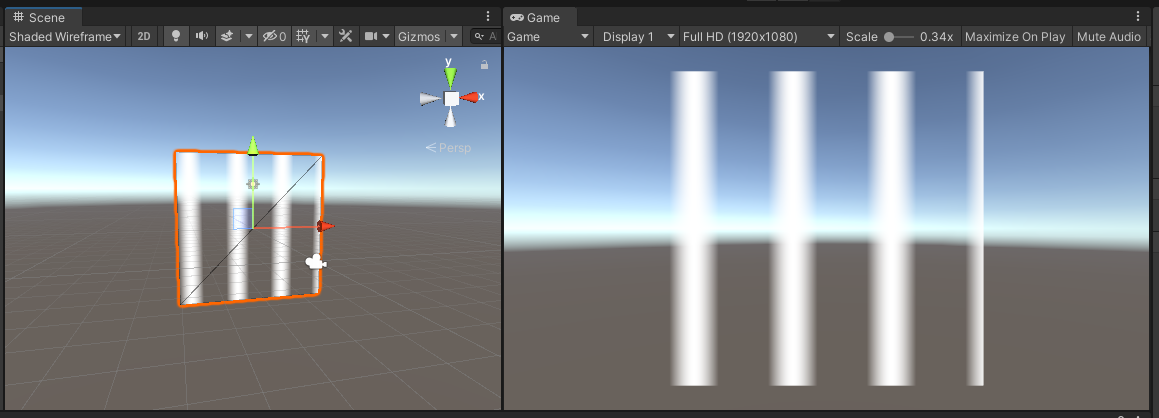 Scene
Shaded Wireframe 2D 0 Gizmos A
y
x
Persp
Game
Game Display 1 Full HD (1920x1080) Scale 0.34x Maximize On Play Mute Audio